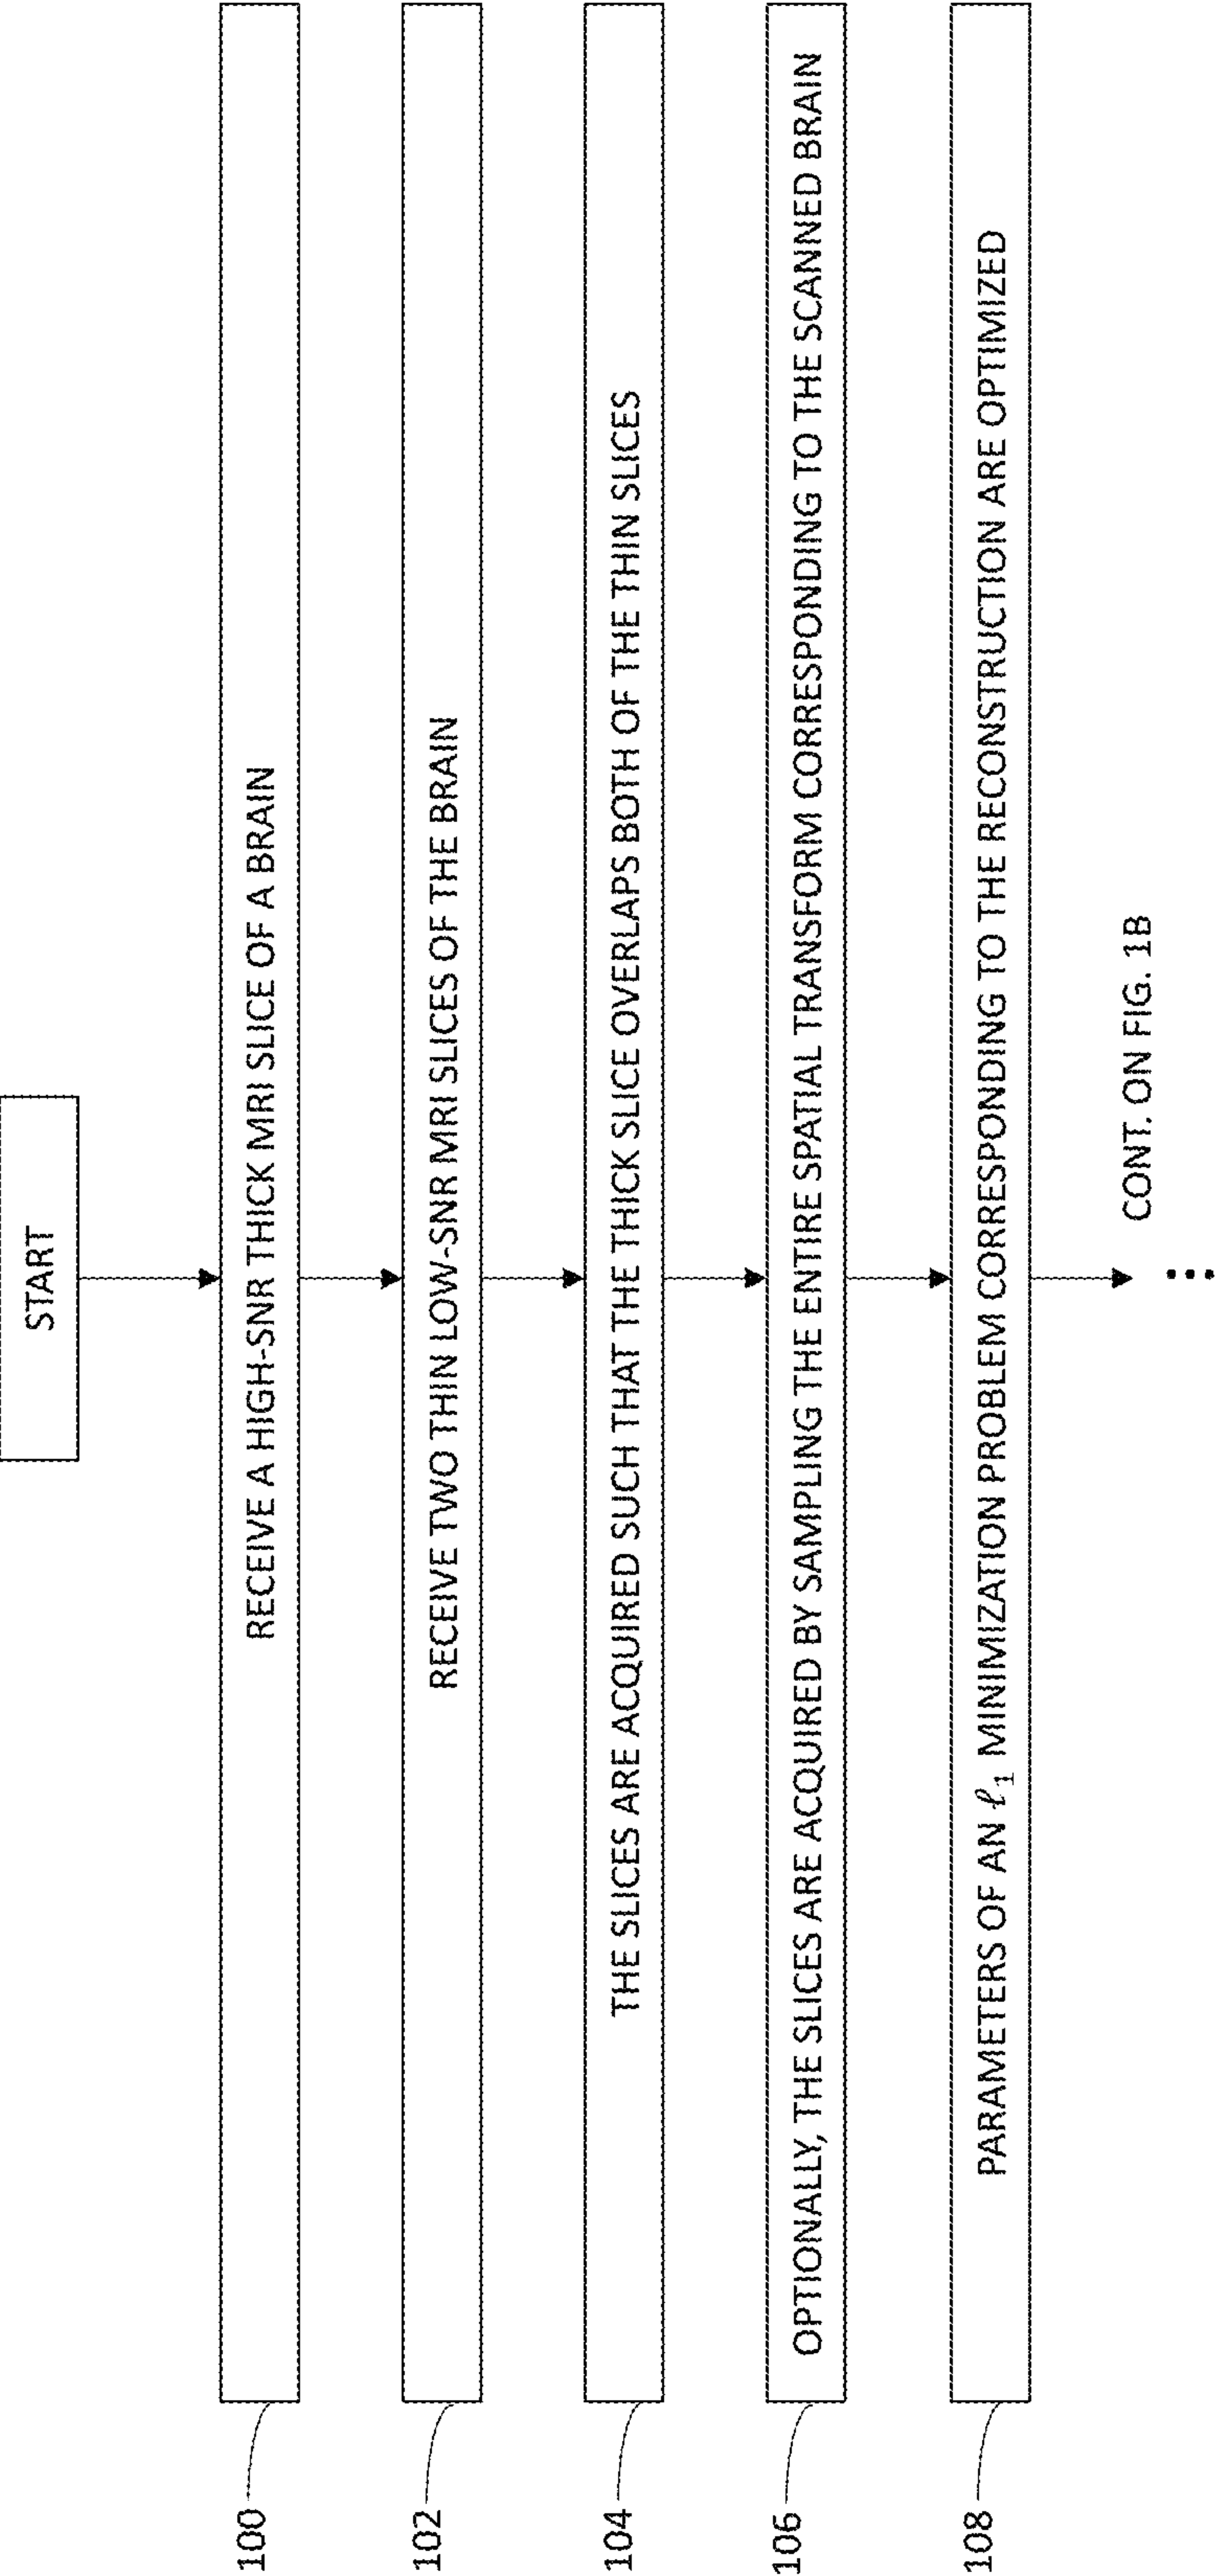 START
100
RECEIVE A HIGH-SNR THICK MRI SLICE OF A BRAIN
102
RECEIVE TWO THIN LOW-SNR MRI SLICES OF THE BRAIN
104
THE SLICES ARE ACQUIRED SUCH THAT THE THICK SLICE OVERLAPS BOTH OF THE THIN SLICES
106
OPTIONALLY, THE SLICES ARE ACQUIRED BY SAMPLING THE ENTIRE SPATIAL TRANSFORM CORRESPONDING TO THE SCANNED BRAIN
108
PARAMETERS OF AN ℓ₁ MINIMIZATION PROBLEM CORRESPONDING TO THE RECONSTRUCTION ARE OPTIMIZED
CONT. ON FIG. 1B